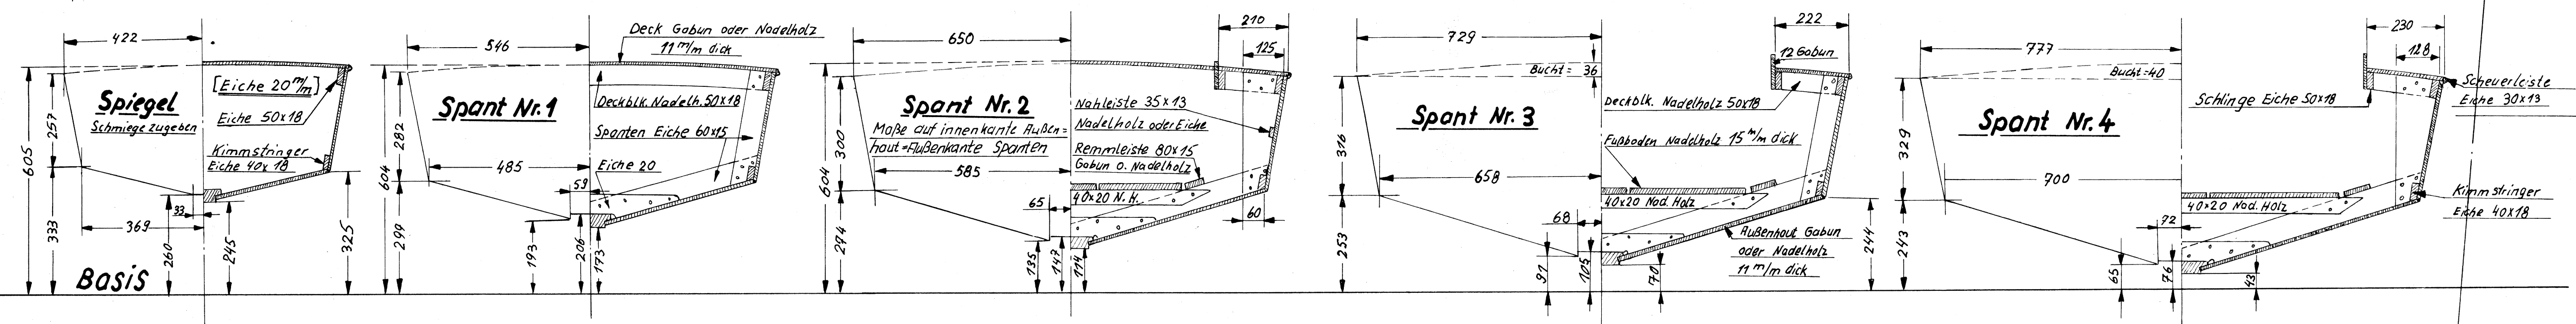 422
605
257
333
Spiegel
Schmiege zugeben
[Eiche 20 m/m]
Eiche 50x18
Kimmstringer
Eiche 40x18
33
369
260
245
325
Basis
546
Deck Gabun oder Nadelholz
11 m/m dick
604
282
299
Spant Nr. 1
Deckblk. Nadelh. 50x18
Spanten Eiche 60x15
Eiche 20
485
59
193
206
173
650
210
125
604
300
294
Spant Nr. 2
Maße auf innenkante Außen=
haut=Außenkante Spanten
585
Nahleiste 35x13
Nadelholz oder Eiche
Remmleiste 80x15
Gabun o. Nadelholz
40x20 N.H.
65
60
135
147
114
729
222
12 Gabun
Bucht= 36
316
253
Spant Nr. 3
Deckblk. Nadelholz 50x18
Fußboden Nadelholz 15 m/m dick
658
40x20 Nad. Holz
68
91
105
70
Außenhaut Gabun
oder Nadelholz
11 m/m dick
244
777
230
128
Bucht=40
329
243
Spant Nr. 4
Schlinge Eiche 50x18
Scheuerleiste
Eiche 30x13
700
40x20 Nad. Holz
Kimmstringer
Eiche 40x18
72
65
76
43